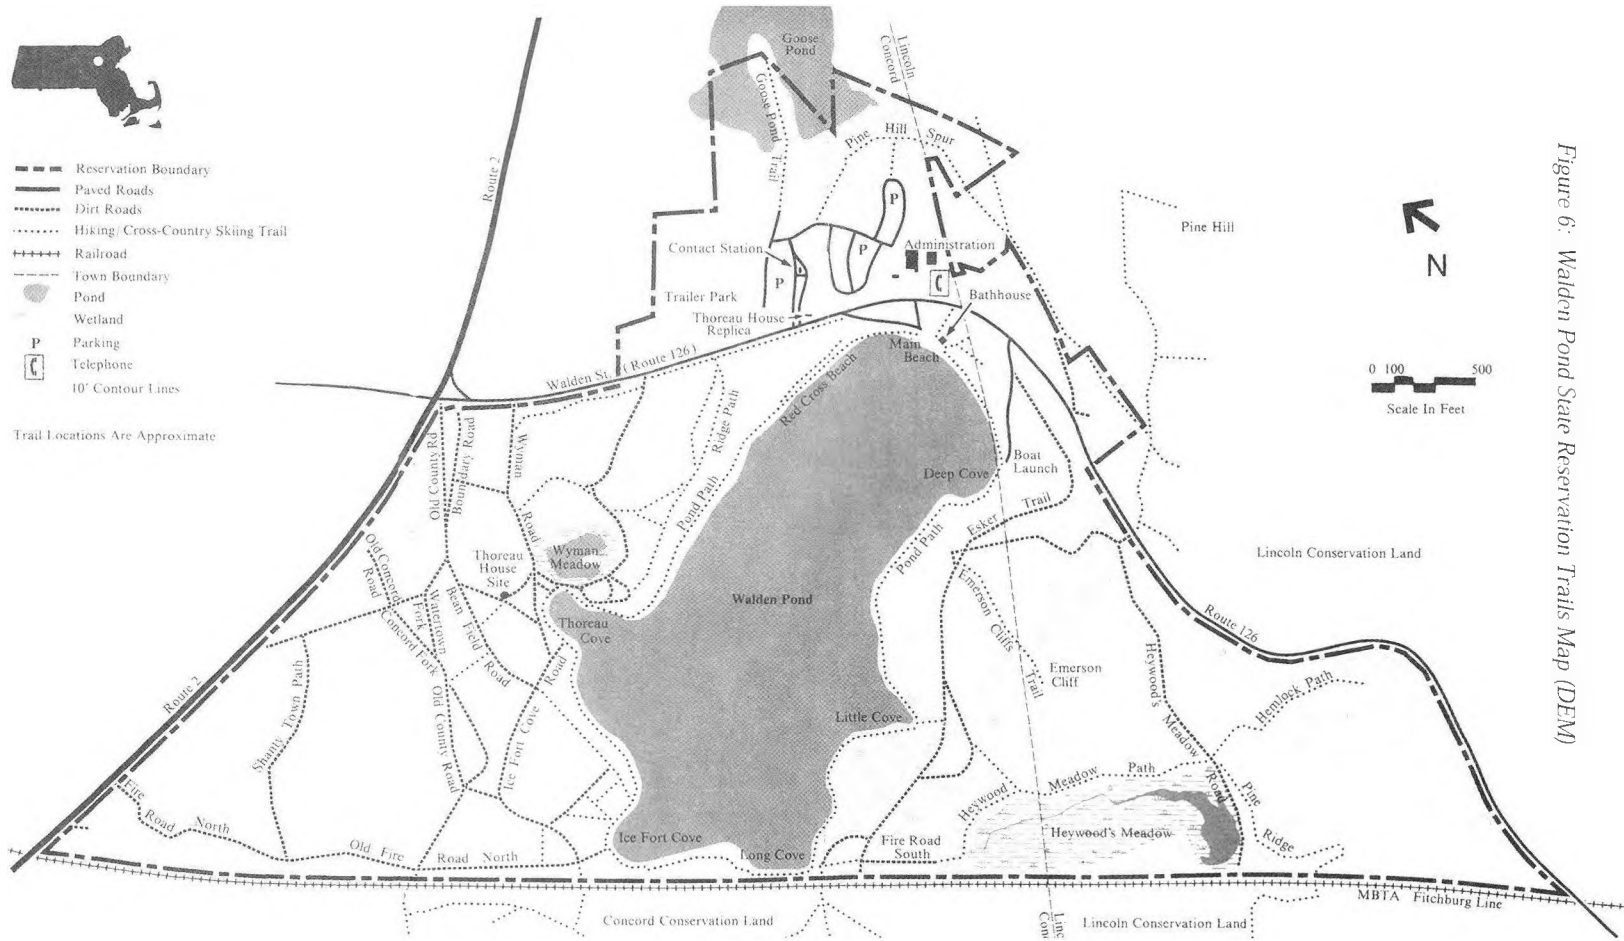 Figure 6: Walden Pond State Reservation Trails Map (DEM)
Reservation Boundary
Paved Roads
Dirt Roads
Hiking/Cross-Country Skiing Trail
Railroad
Town Boundary
Pond
Wetland
P Parking
Telephone
10' Contour Lines
Trail Locations Are Approximate
Route 2
Goose
Pond
Lincoln
Concord
Goose Pond Trail
Pine Hill Spur
P
P
P
Contact Station
Administration
Trailer Park
Thoreau House
Replica
Bathhouse
Pine Hill
N
0 100 500
Scale In Feet
Walden St. (Route 126)
Main
Beach
Red Cross Beach
Ridge Path
Pond Path
Wyman
Road
Old County Rd
Boundary Road
Boat
Launch
Deep Cove
Esker Trail
Pond Path
Wyman
Meadow
Thoreau
House
Site
Old Concord
Road
Watertown
Fork
Concord Fork
Bean Field
Road
Thoreau
Cove
Walden Pond
Emerson Cliffs
Trail
Emerson
Cliff
Heywood's
Meadow
Road
Route 126
Lincoln Conservation Land
Hemlock Path
Route 2
Shanty Town Path
Old County Road
Ice Fort Cove
Road
Little Cove
Heywood
Meadow Path
Pine
Ridge
Heywood's Meadow
Fire
Road North
Old Fire
Road North
Ice Fort Cove
Long Cove
Fire Road
South
MBTA Fitchburg Line
Concord Conservation Land
Lincoln Conservation Land